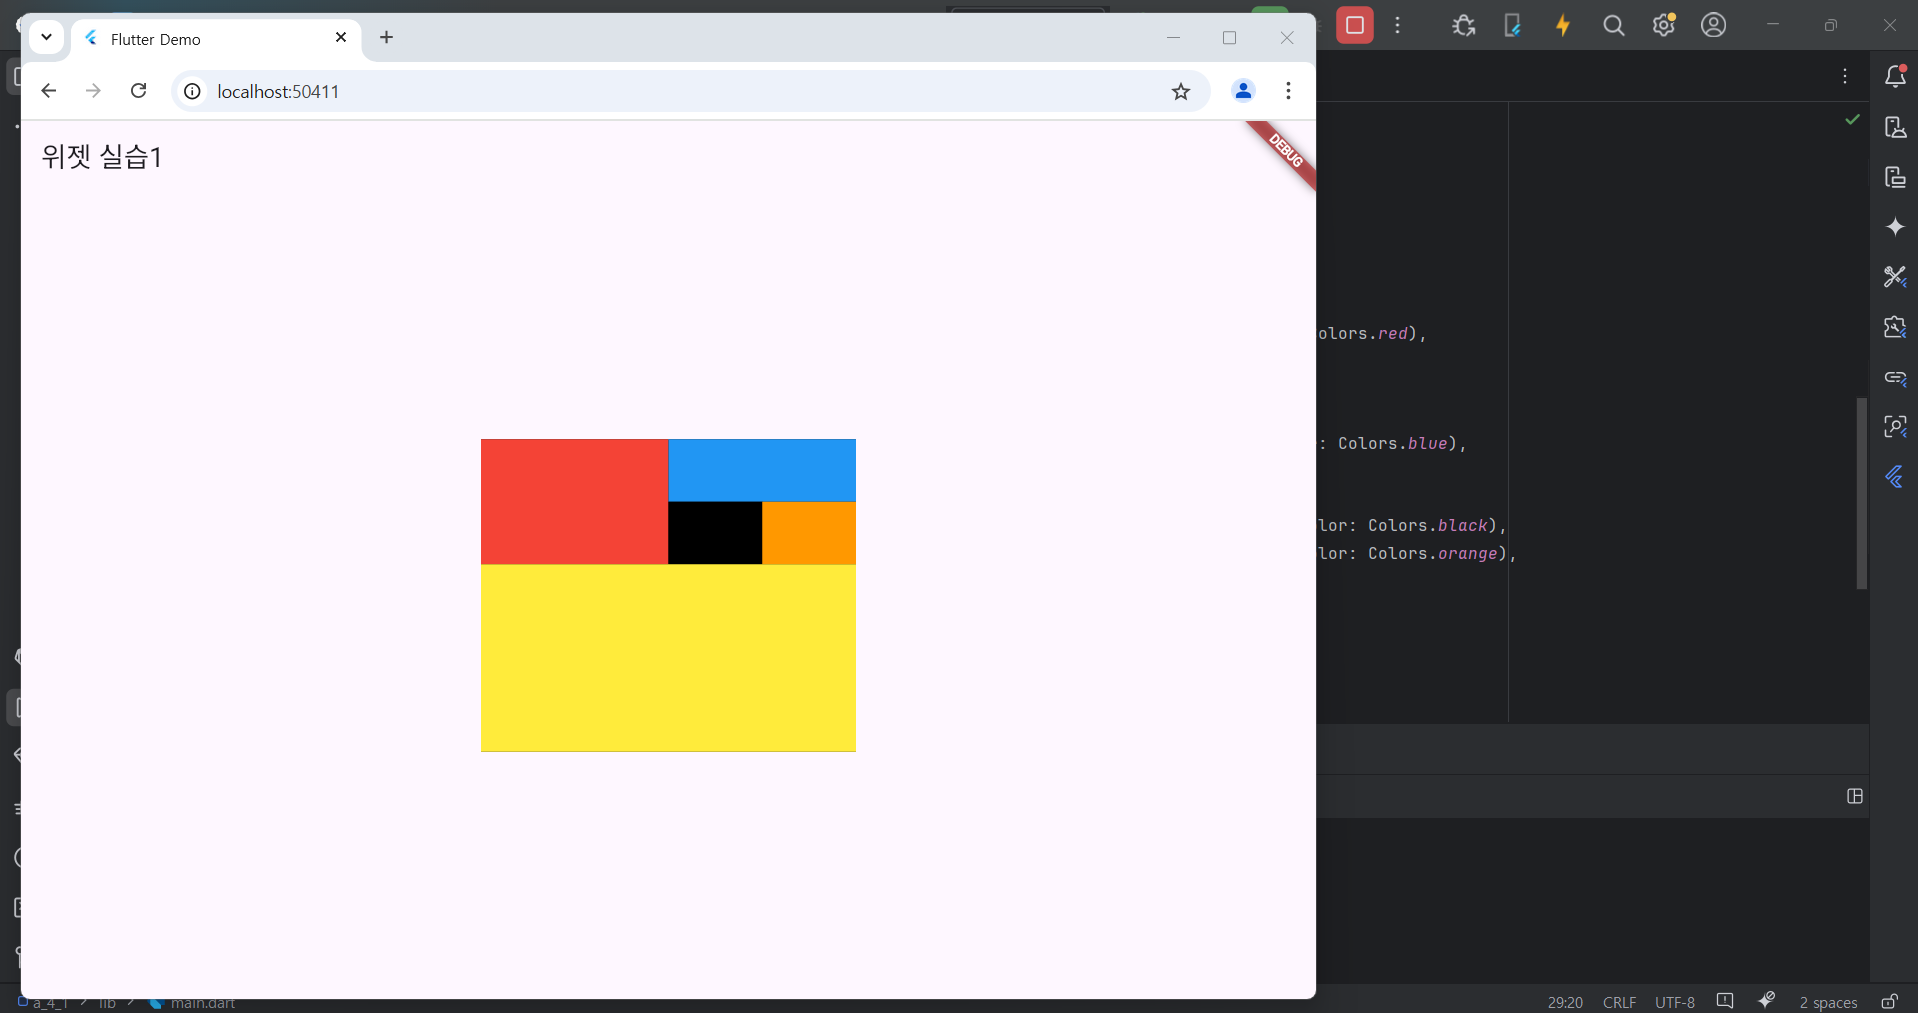 Flutter Demo
localhost:50411
위젯 실습1
DEBUG
olors.red),
: Colors.blue),
lor: Colors.black),
lor: Colors.orange),
a_4_1
lib
main.dart
29:20 CRLF UTF-8 2 spaces